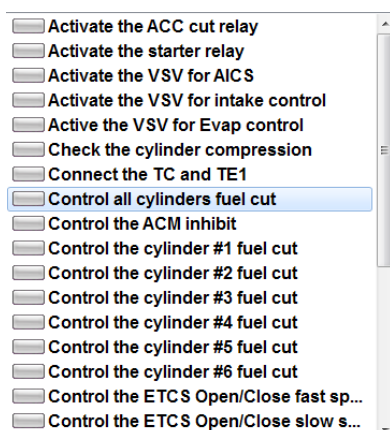 Activate the ACC cut relay
Activate the starter relay
Activate the VSV for AICS
Activate the VSV for intake control
Active the VSV for Evap control
Check the cylinder compression
Connect the TC and TE1
Control all cylinders fuel cut
Control the ACM inhibit
Control the cylinder #1 fuel cut
Control the cylinder #2 fuel cut
Control the cylinder #3 fuel cut
Control the cylinder #4 fuel cut
Control the cylinder #5 fuel cut
Control the cylinder #6 fuel cut
Control the ETCS Open/Close fast sp...
Control the ETCS Open/Close slow s...